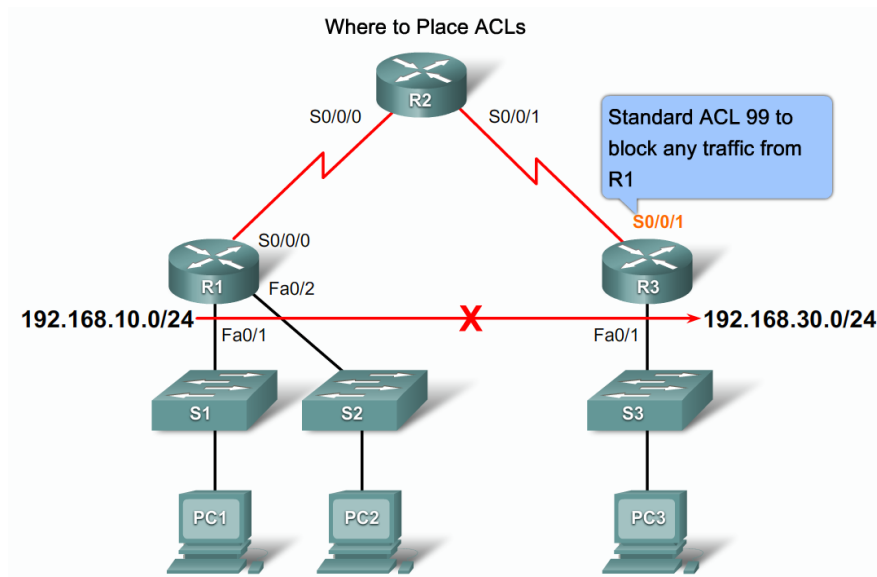 Where to Place ACLs
R2
S0/0/0
S0/0/1
Standard ACL 99 to
block any traffic from
R1
S0/0/1
S0/0/0
R1
R3
Fa0/2
192.168.10.0/24
X
192.168.30.0/24
Fa0/1
Fa0/1
S1
S2
S3
PC1
PC2
PC3